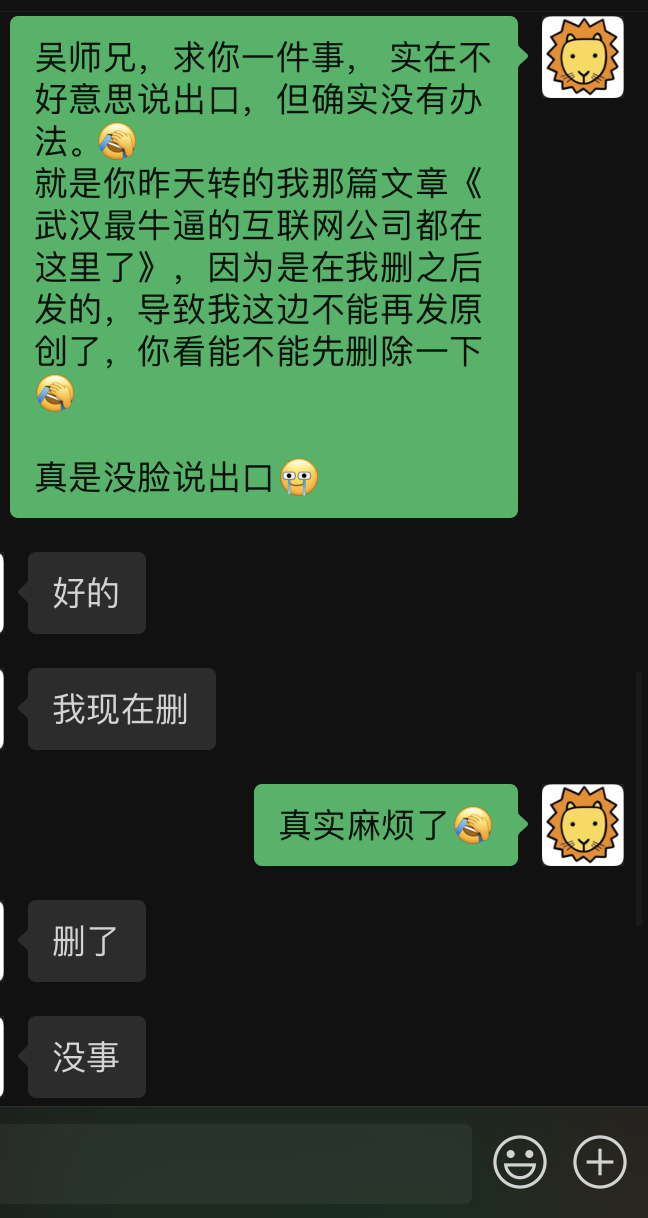 吴师兄，求你一件事， 实在不
好意思说出口，但确实没有办
法。🤣
就是你昨天转的我那篇文章《
武汉最牛逼的互联网公司都在
这里了》，因为是在我删之后
发的，导致我这边不能再发原
创了，你看能不能先删除一下
真是没脸说出口
好的
我现在删
真实麻烦了
删了
没事